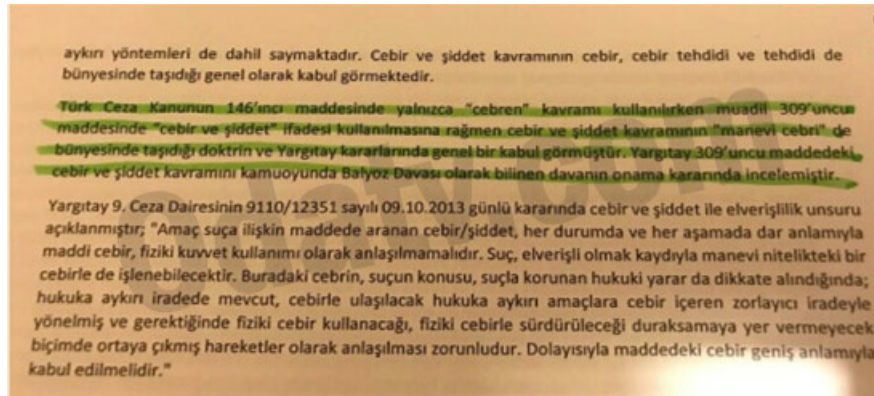 aykırı yöntemleri de dahil saymaktadır. Cebir ve şiddet kavramının cebir, cebir tehdidi ve tehdidi de
bünyesinde taşıdığı genel olarak kabul görmektedir.
Türk Ceza Kanunun 146'ıncı maddesinde yalnızca "cebren" kavramı kullanılırken muadil 309'uncu
maddesinde "cebir ve şiddet" ifadesi kullanılmasına rağmen cebir ve şiddet kavramının "manevi cebri" de
bünyesinde taşıdığı doktrin ve Yargıtay kararlarında genel bir kabul görmüştür. Yargıtay 309'uncu maddedeki
cebir ve şiddet kavramını kamuoyunda Balyoz Davası olarak bilinen davanın onama kararında incelemiştir.
Yargıtay 9. Ceza Dairesinin 9110/12351 sayılı 09.10.2013 günlü kararında cebir ve şiddet ile elverişlilik unsuru
açıklanmıştır; "Amaç suça ilişkin maddede aranan cebir/şiddet, her durumda ve her aşamada dar anlamıyla
maddi cebir, fiziki kuvvet kullanımı olarak anlaşılmamalıdır. Suç, elverişli olmak kaydıyla manevi nitelikteki bir
cebirle de işlenebilecektir. Buradaki cebrin, suçun konusu, suçla korunan hukuki yarar da dikkate alındığında;
hukuka aykırı iradede mevcut, cebirle ulaşılacak hukuka aykırı amaçlara cebir içeren zorlayıcı iradeyle
yönelmiş ve gerektiğinde fiziki cebir kullanacağı, fiziki cebirle sürdürüleceği duraksamaya yer vermeyecek
biçimde ortaya çıkmış hareketler olarak anlaşılması zorunludur. Dolayısıyla maddedeki cebir geniş anlamıyla
kabul edilmelidir."